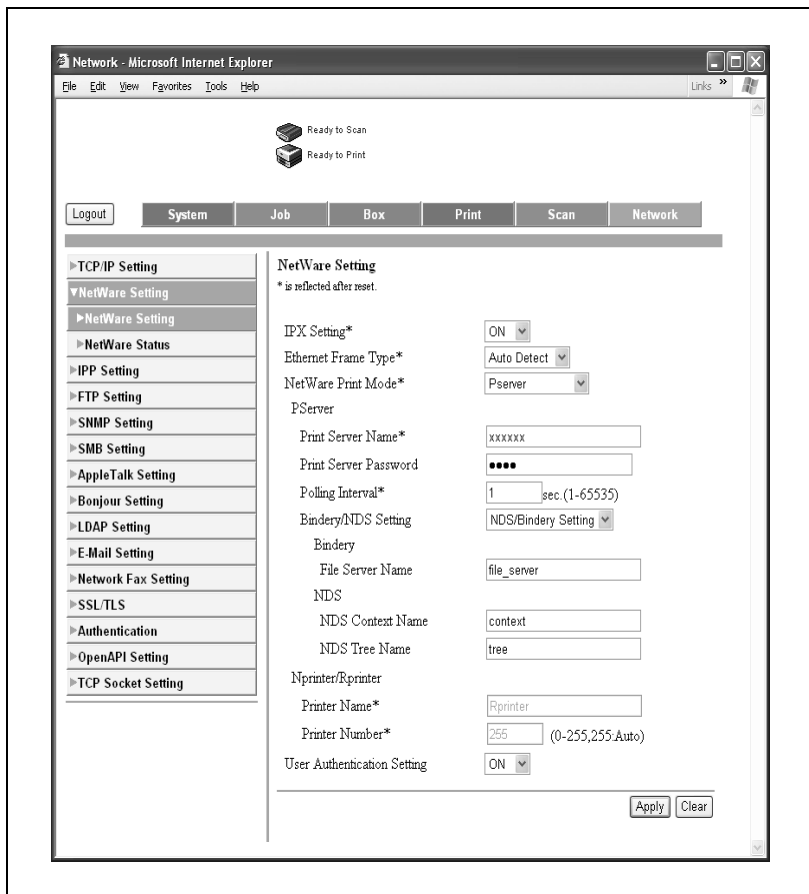 Network - Microsoft Internet Explorer
File Edit View Favorites Tools Help
Links »
Ready to Scan
Ready to Print
Logout System Job Box Print Scan Network
TCP/IP Setting
NetWare Setting
NetWare Setting
NetWare Status
IPP Setting
FTP Setting
SNMP Setting
SMB Setting
AppleTalk Setting
Bonjour Setting
LDAP Setting
E-Mail Setting
Network Fax Setting
SSL/TLS
Authentication
OpenAPI Setting
TCP Socket Setting
NetWare Setting
* is reflected after reset.
IPX Setting* ON
Ethernet Frame Type* Auto Detect
NetWare Print Mode* Pserver
PServer
Print Server Name* xxxxxx
Print Server Password ●●●●
Polling Interval* 1 sec.(1-65535)
Bindery/NDS Setting NDS/Bindery Setting
Bindery
File Server Name file_server
NDS
NDS Context Name context
NDS Tree Name tree
Nprinter/Rprinter
Printer Name* Rprinter
Printer Number* 255 (0-255,255:Auto)
User Authentication Setting ON
Apply Clear